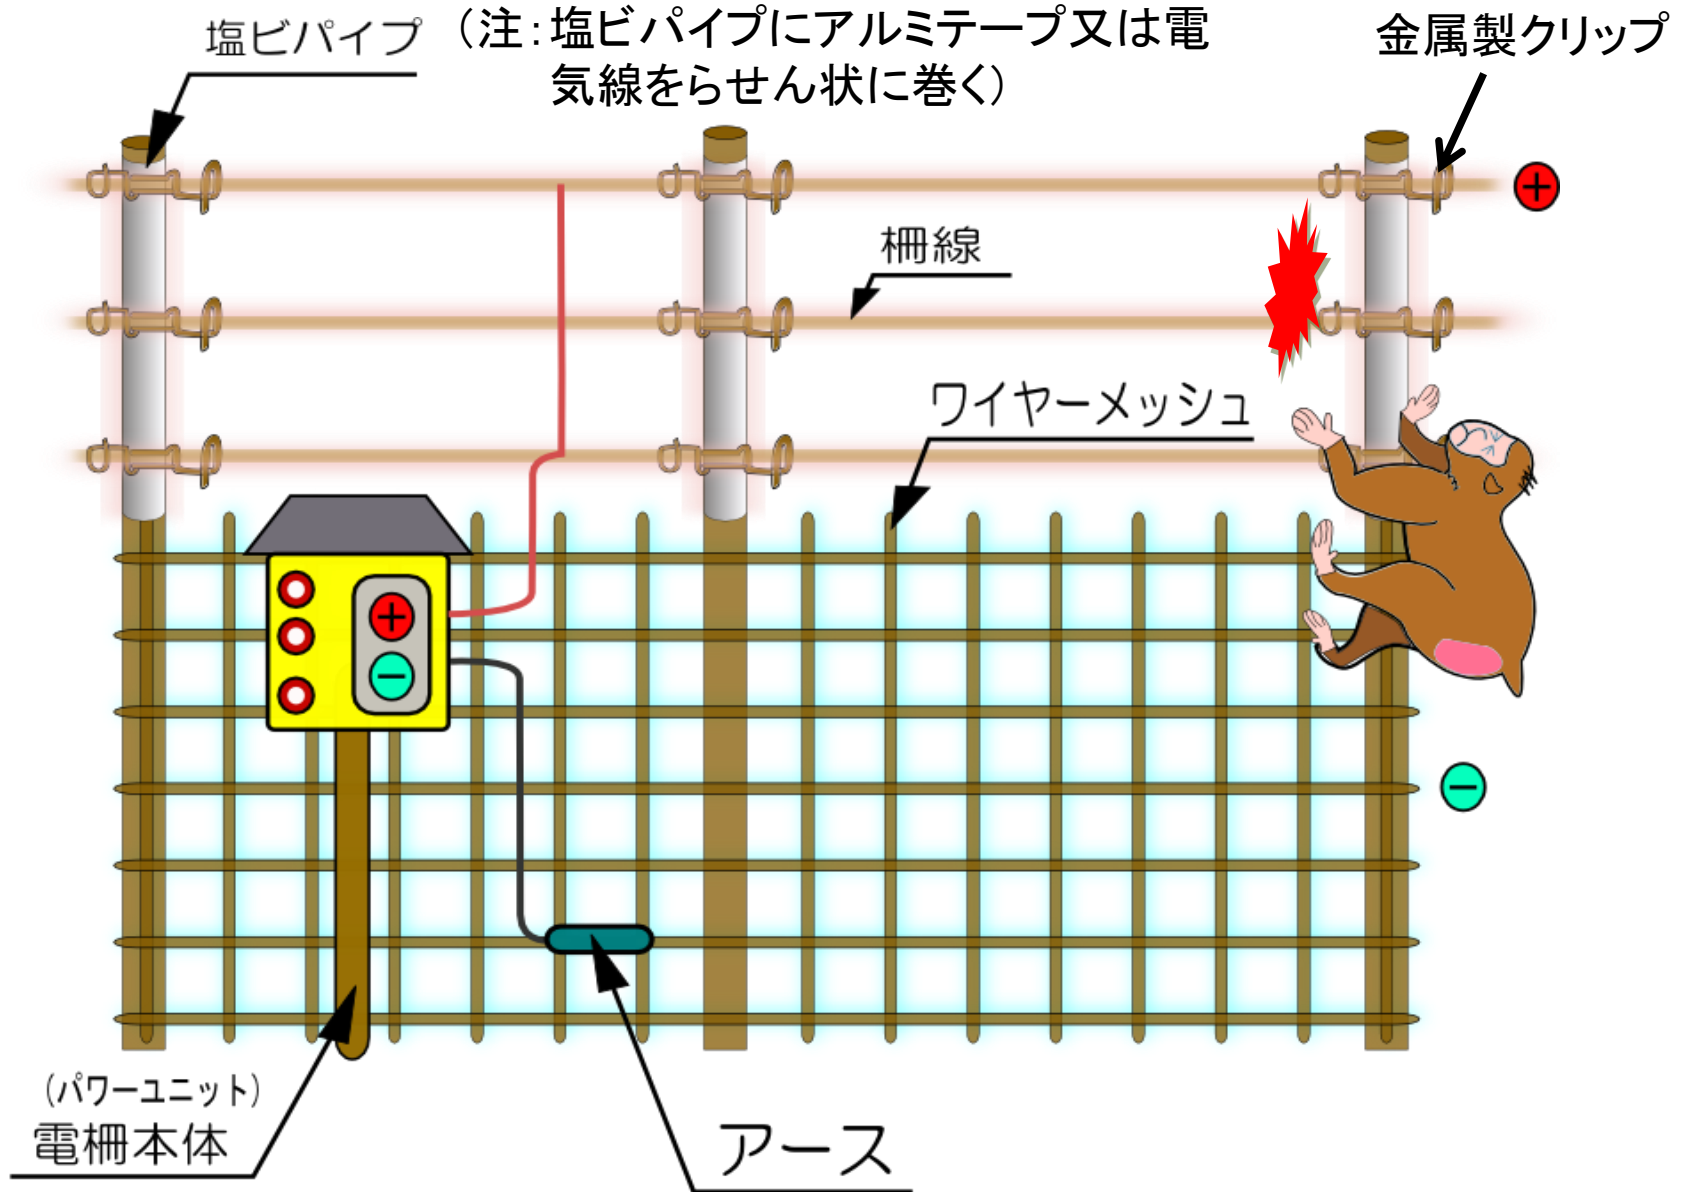 塩ビパイプ
(注:塩ビパイプにアルミテープ又は電
気線をらせん状に巻く)
金属製クリップ
+
柵線
ワイヤーメッシュ
+
−
−
(パワーユニット)
電柵本体
アース